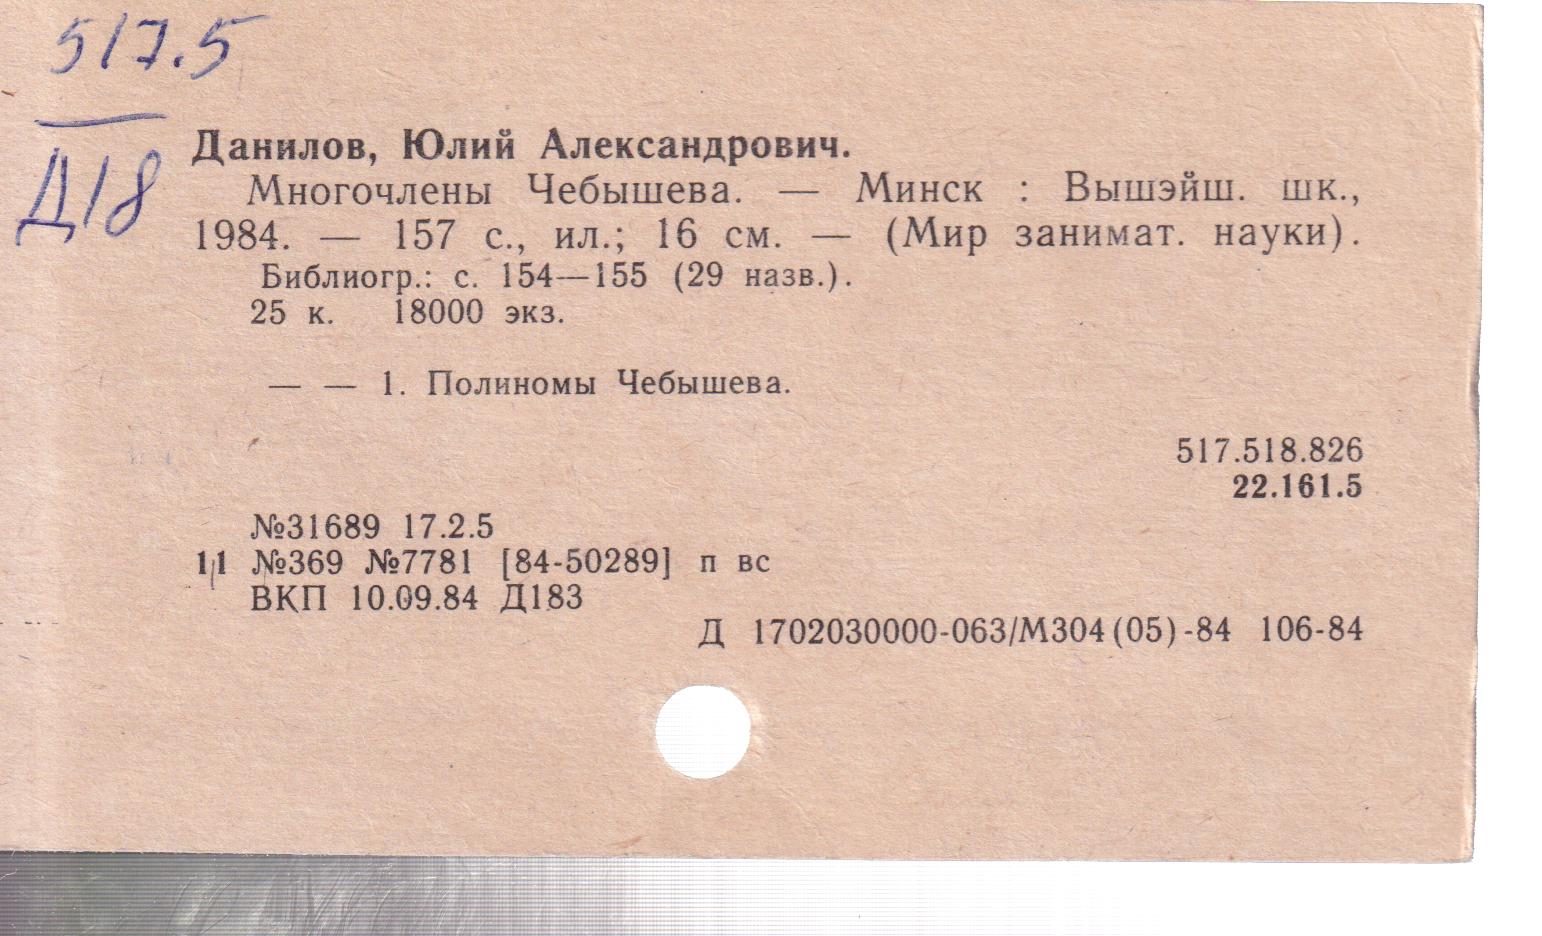 517.5
Д18
Данилов, Юлий Александрович.
Многочлены Чебышева. — Минск : Вышэйш. шк.,
1984. — 157 с., ил.; 16 см. — (Мир занимат. науки).
Библиогр.: с. 154—155 (29 назв.).
25 к. 18000 экз.
— — 1. Полиномы Чебышева.
517.518.826
22.161.5
№31689 17.2.5
11 №369 №7781 [84-50289] п вс
ВКП 10.09.84 Д183
Д 1702030000-063/М304(05)-84 106-84